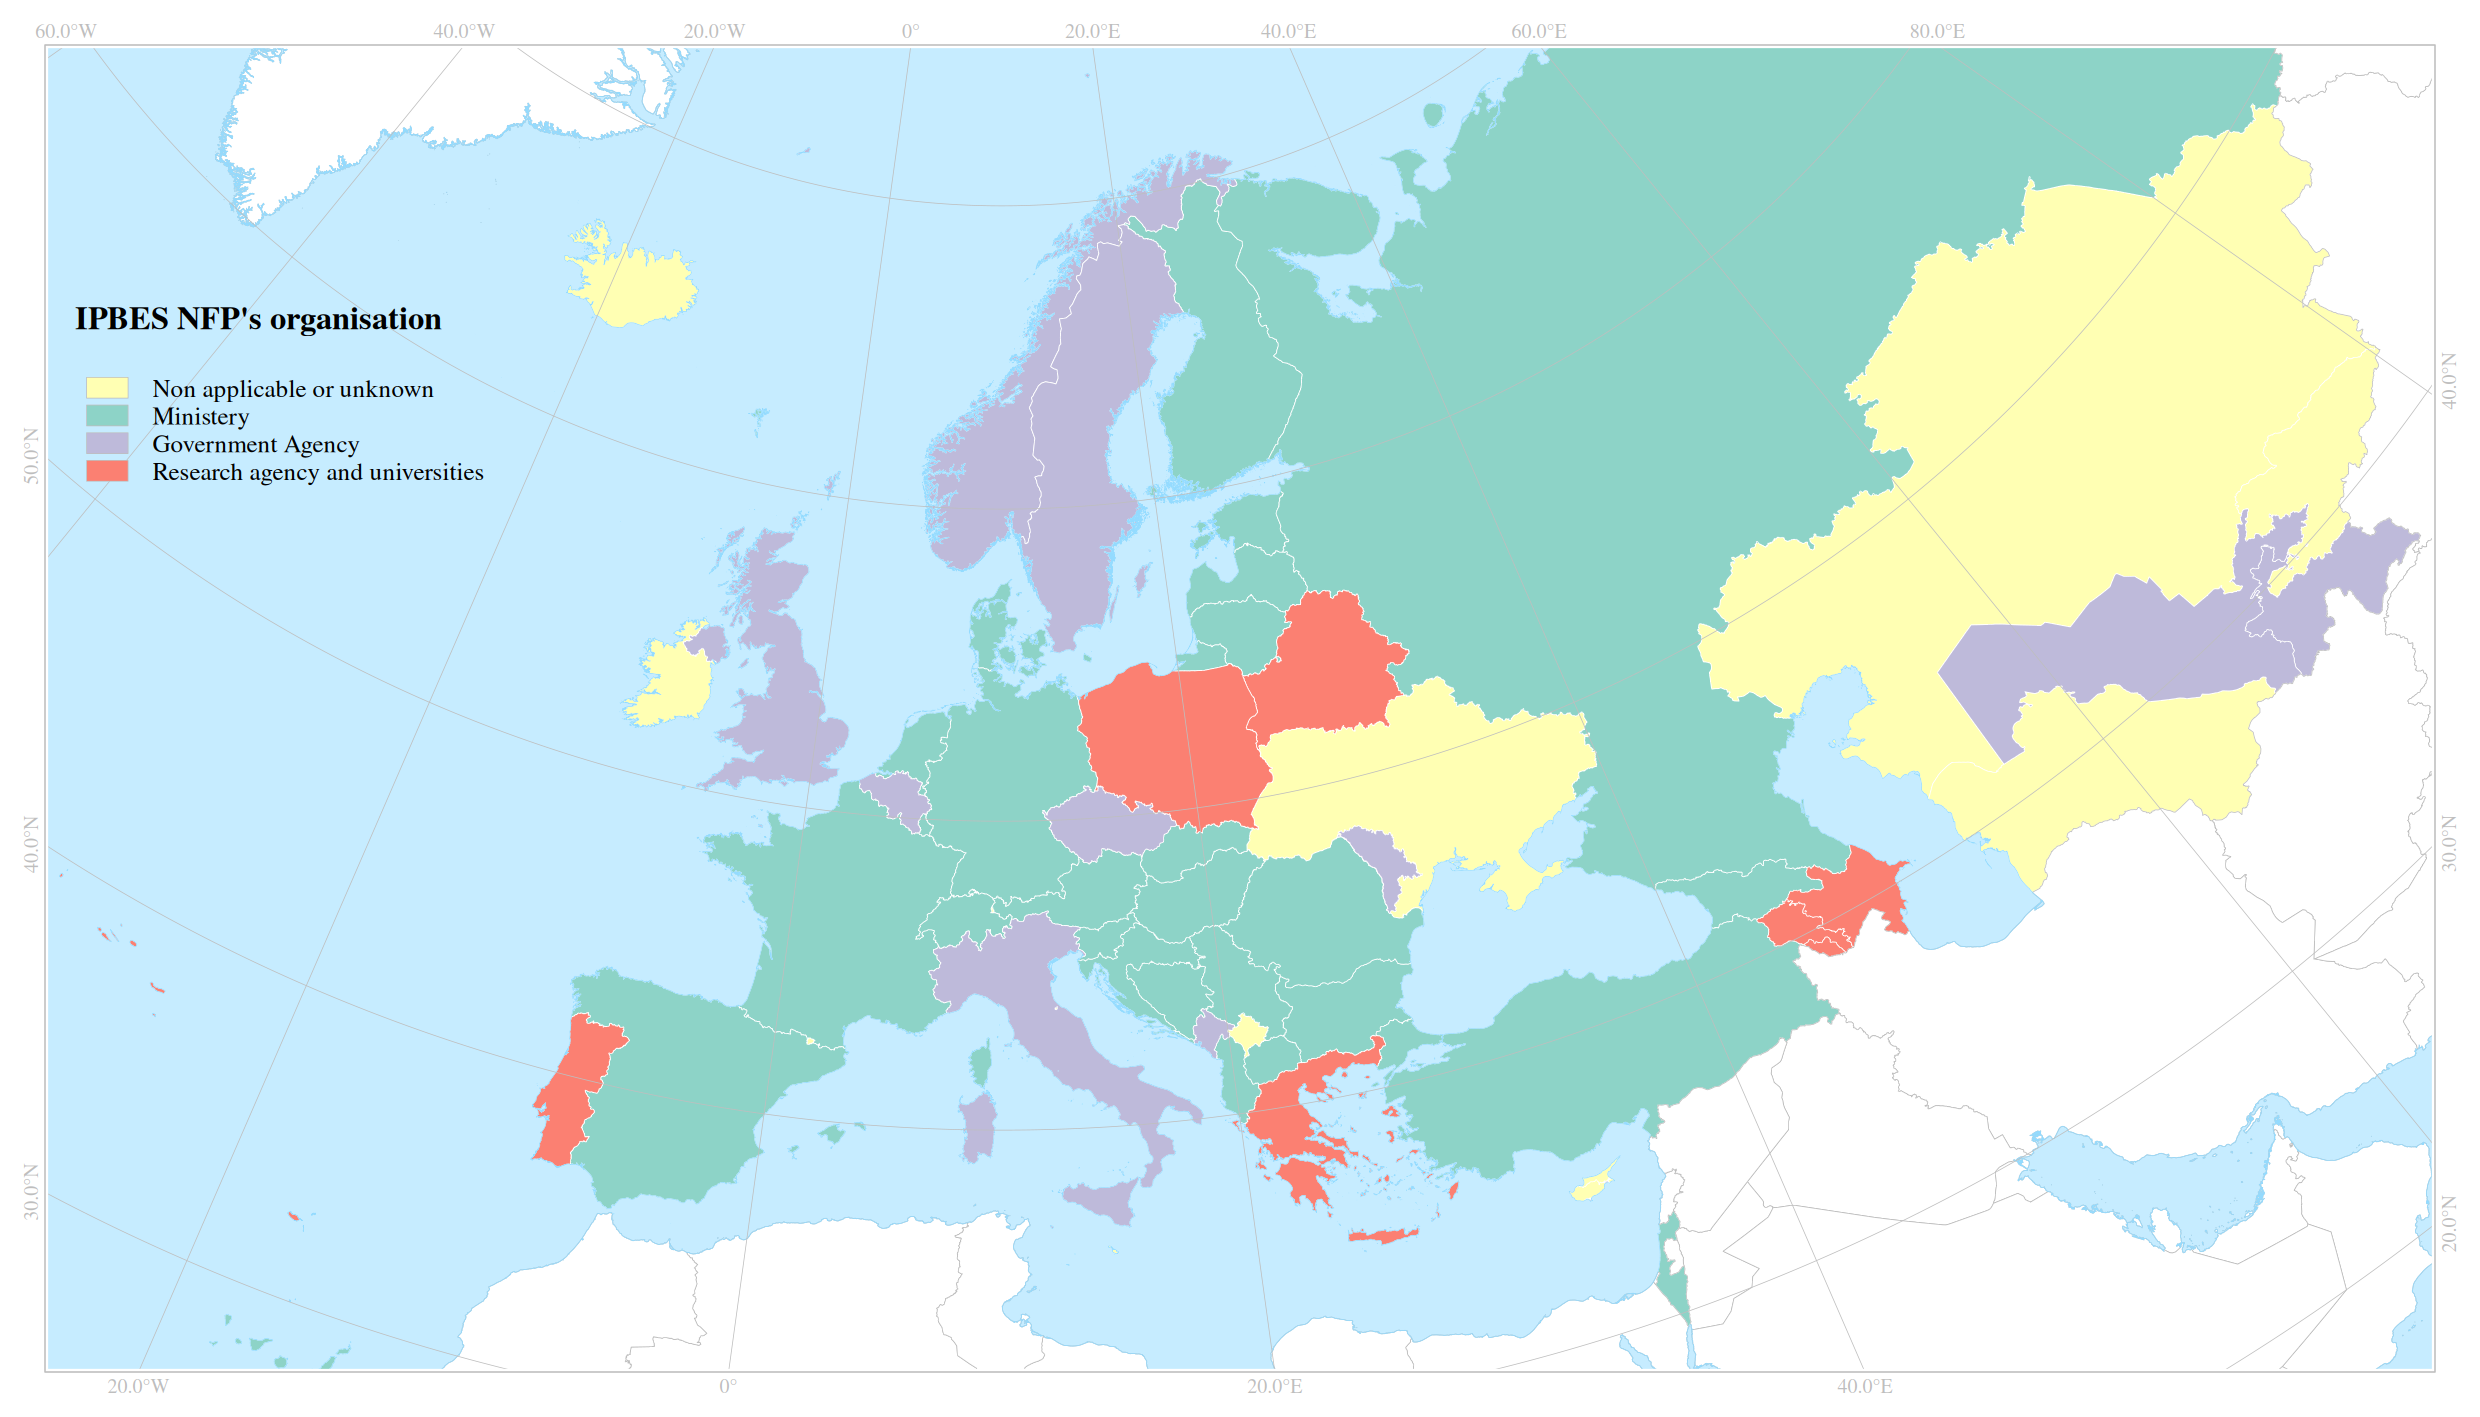 60.0°W 40.0°W 20.0°W 0° 20.0°E 40.0°E 60.0°E 80.0°E
IPBES NFP's organisation
Non applicable or unknown
Ministery
Government Agency
Research agency and universities
50.0°N
40.0°N
30.0°N
40.0°N
30.0°N
20.0°N
20.0°W 0° 20.0°E 40.0°E